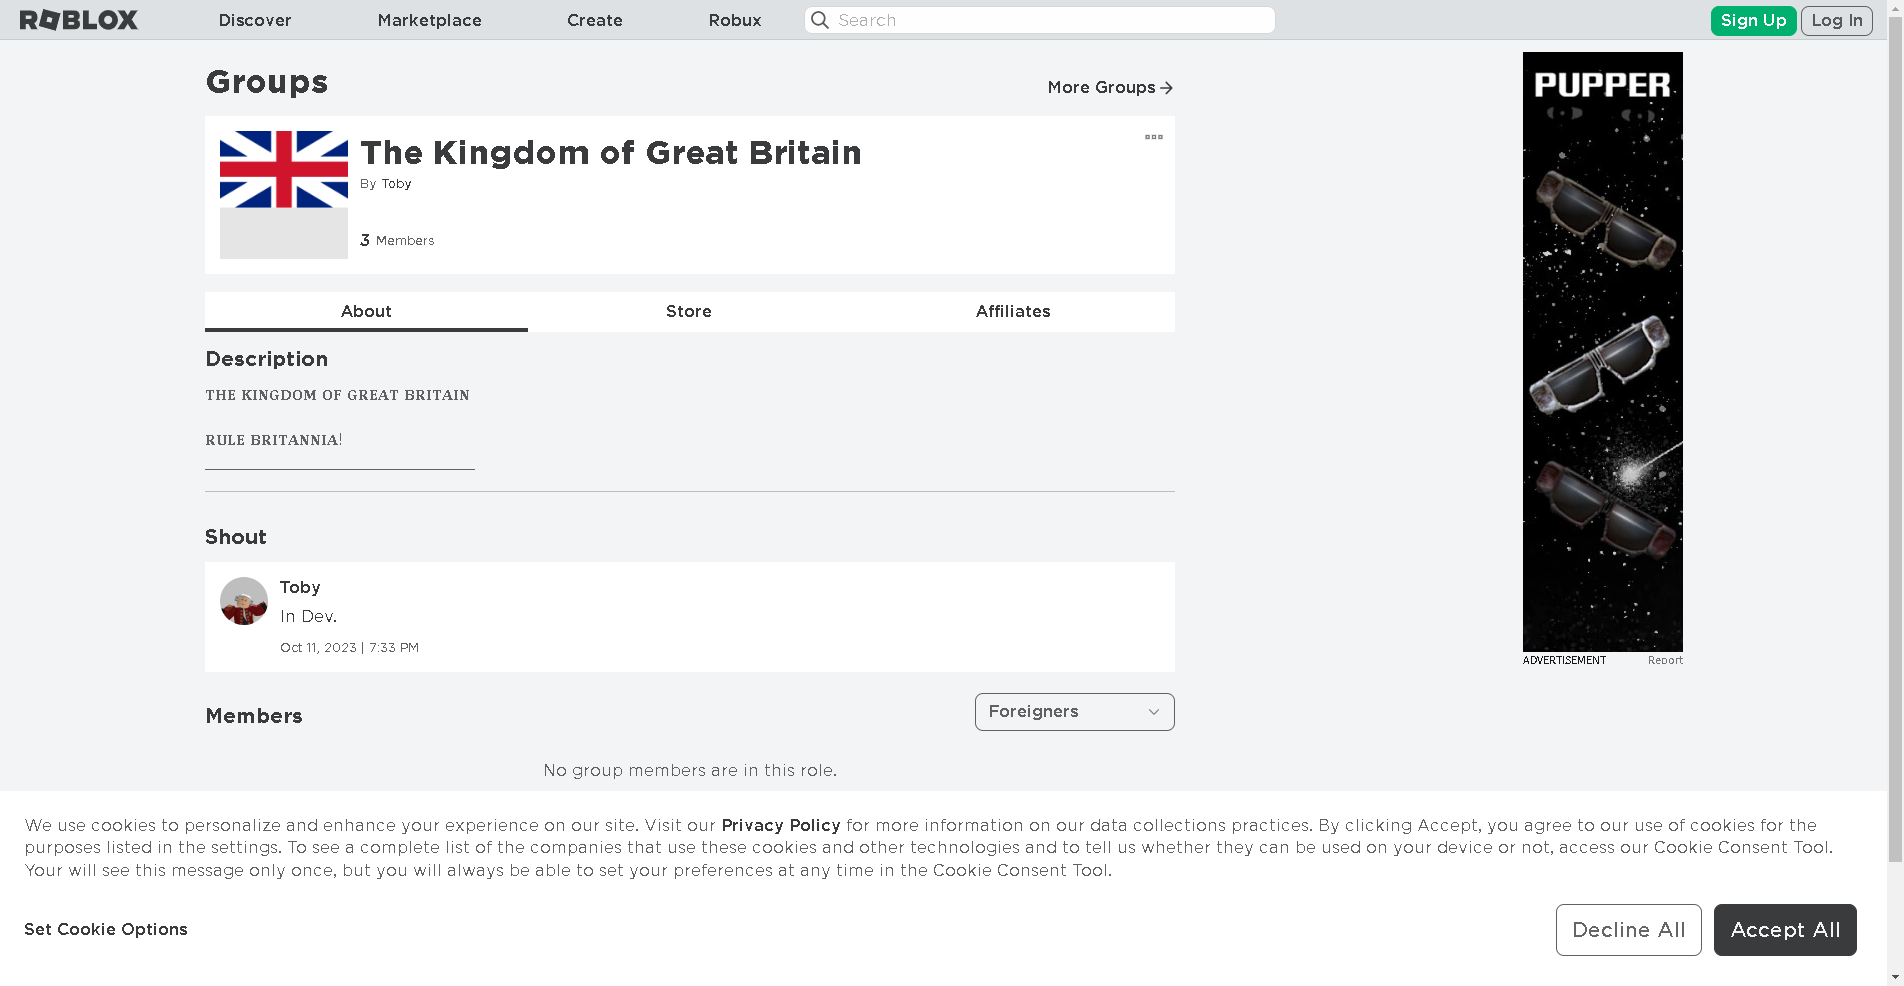 ROBLOX
Discover
Marketplace
Create
Robux
Search
Sign Up
Log In
Groups
More Groups
The Kingdom of Great Britain
By Toby
3 Members
About
Store
Affiliates
Description
THE KINGDOM OF GREAT BRITAIN
RULE BRITANNIA!
Shout
Toby
In Dev.
Oct 11, 2023 | 7:33 PM
Members
Foreigners
No group members are in this role.
PUPPER
ADVERTISEMENT
Report
We use cookies to personalize and enhance your experience on our site. Visit our Privacy Policy for more information on our data collections practices. By clicking Accept, you agree to our use of cookies for the
purposes listed in the settings. To see a complete list of the companies that use these cookies and other technologies and to tell us whether they can be used on your device or not, access our Cookie Consent Tool.
Your will see this message only once, but you will always be able to set your preferences at any time in the Cookie Consent Tool.
Set Cookie Options
Decline All
Accept All